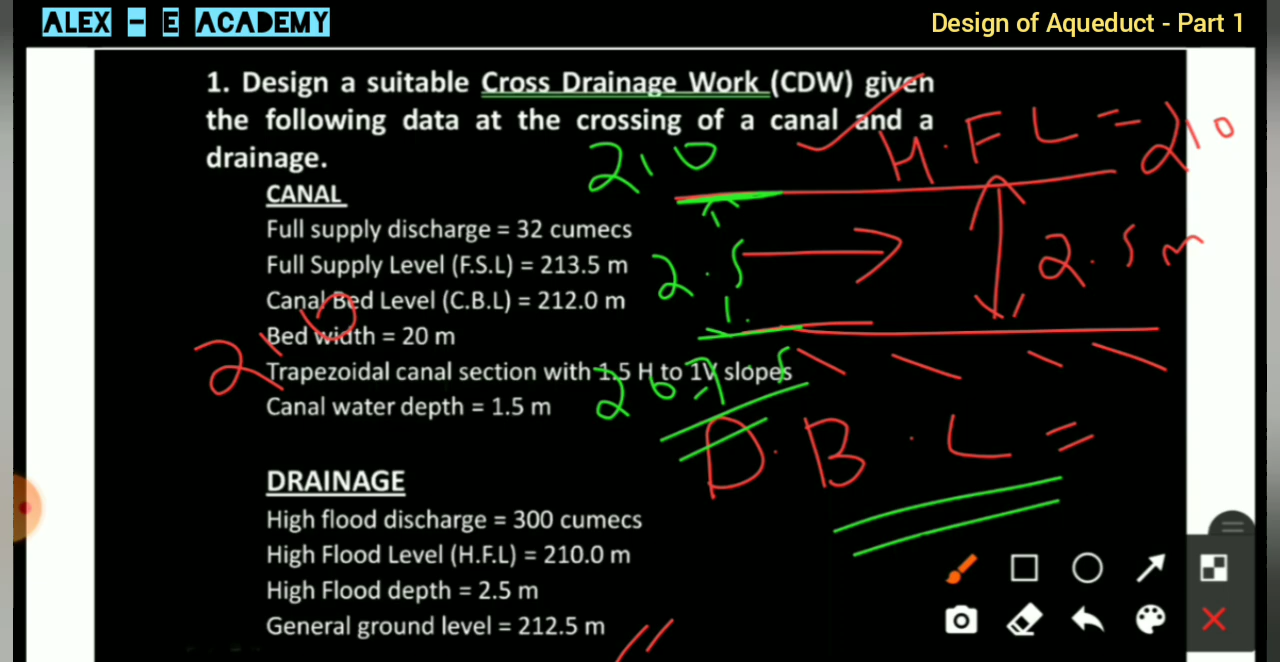 ALEX - E ACADEMY
Design of Aqueduct - Part 1
1. Design a suitable Cross Drainage Work (CDW) given
the following data at the crossing of a canal and a
drainage.
CANAL
Full supply discharge = 32 cumecs
Full Supply Level (F.S.L) = 213.5 m
Canal Bed Level (C.B.L) = 212.0 m
Bed width = 20 m
Trapezoidal canal section with 1.5 H to 1V slopes
Canal water depth = 1.5 m
DRAINAGE
High flood discharge = 300 cumecs
High Flood Level (H.F.L) = 210.0 m
High Flood depth = 2.5 m
General ground level = 212.5 m
H.F L = 210
210
2.5
2.5 m
210
207.5
D.B.L =